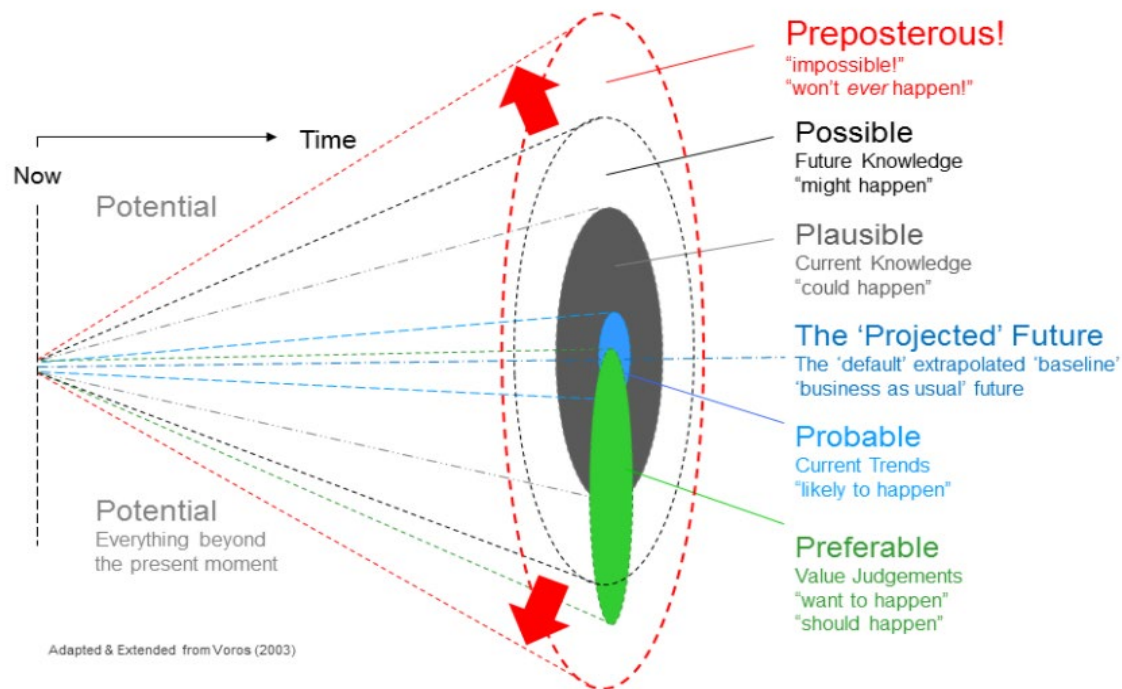 Preposterous!
“impossible!”
“won’t ever happen!”
Time
Now
Potential
Possible
Future Knowledge
“might happen”
Plausible
Current Knowledge
“could happen”
The ‘Projected’ Future
The ‘default’ extrapolated ‘baseline’
‘business as usual’ future
Probable
Current Trends
“likely to happen”
Potential
Everything beyond
the present moment
Preferable
Value Judgements
“want to happen”
“should happen”
Adapted & Extended from Voros (2003)